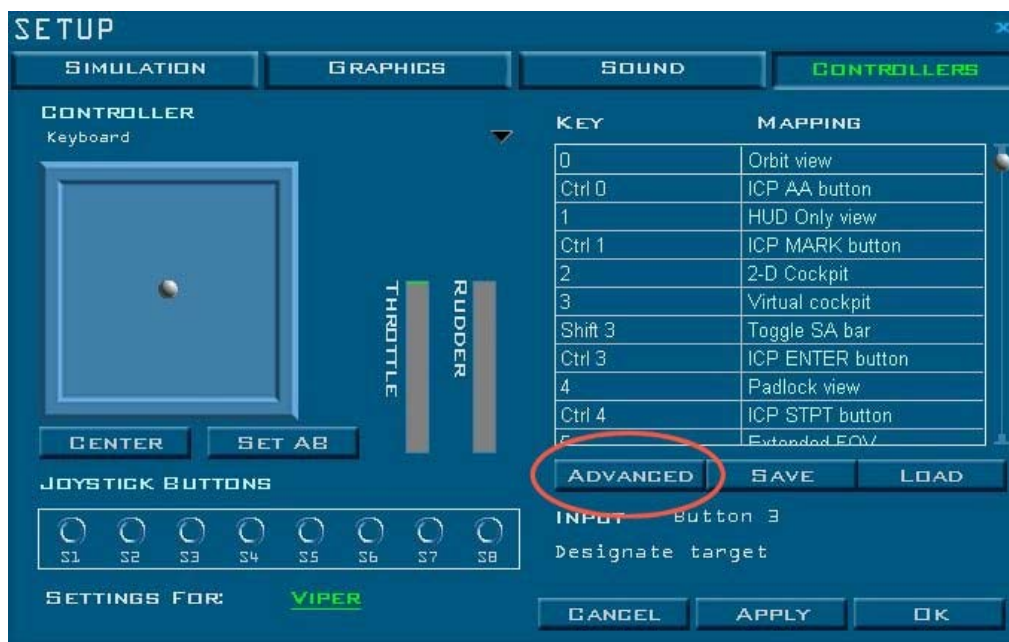 SETUP
SIMULATION GRAPHICS SOUND CONTROLLERS
CONTROLLER
Keyboard
THROTTLE
RUDDER
CENTER SET AB
JOYSTICK BUTTONS
S1 S2 S3 S4 S5 S6 S7 S8
SETTINGS FOR: VIPER
KEY MAPPING
0 Orbit view
Ctrl 0 ICP AA button
1 HUD Only view
Ctrl 1 ICP MARK button
2 2-D Cockpit
3 Virtual cockpit
Shift 3 Toggle SA bar
Ctrl 3 ICP ENTER button
4 Padlock view
Ctrl 4 ICP STPT button
5 Extended FOV
ADVANCED SAVE LOAD
INPUT Button 3
Designate target
CANCEL APPLY OK